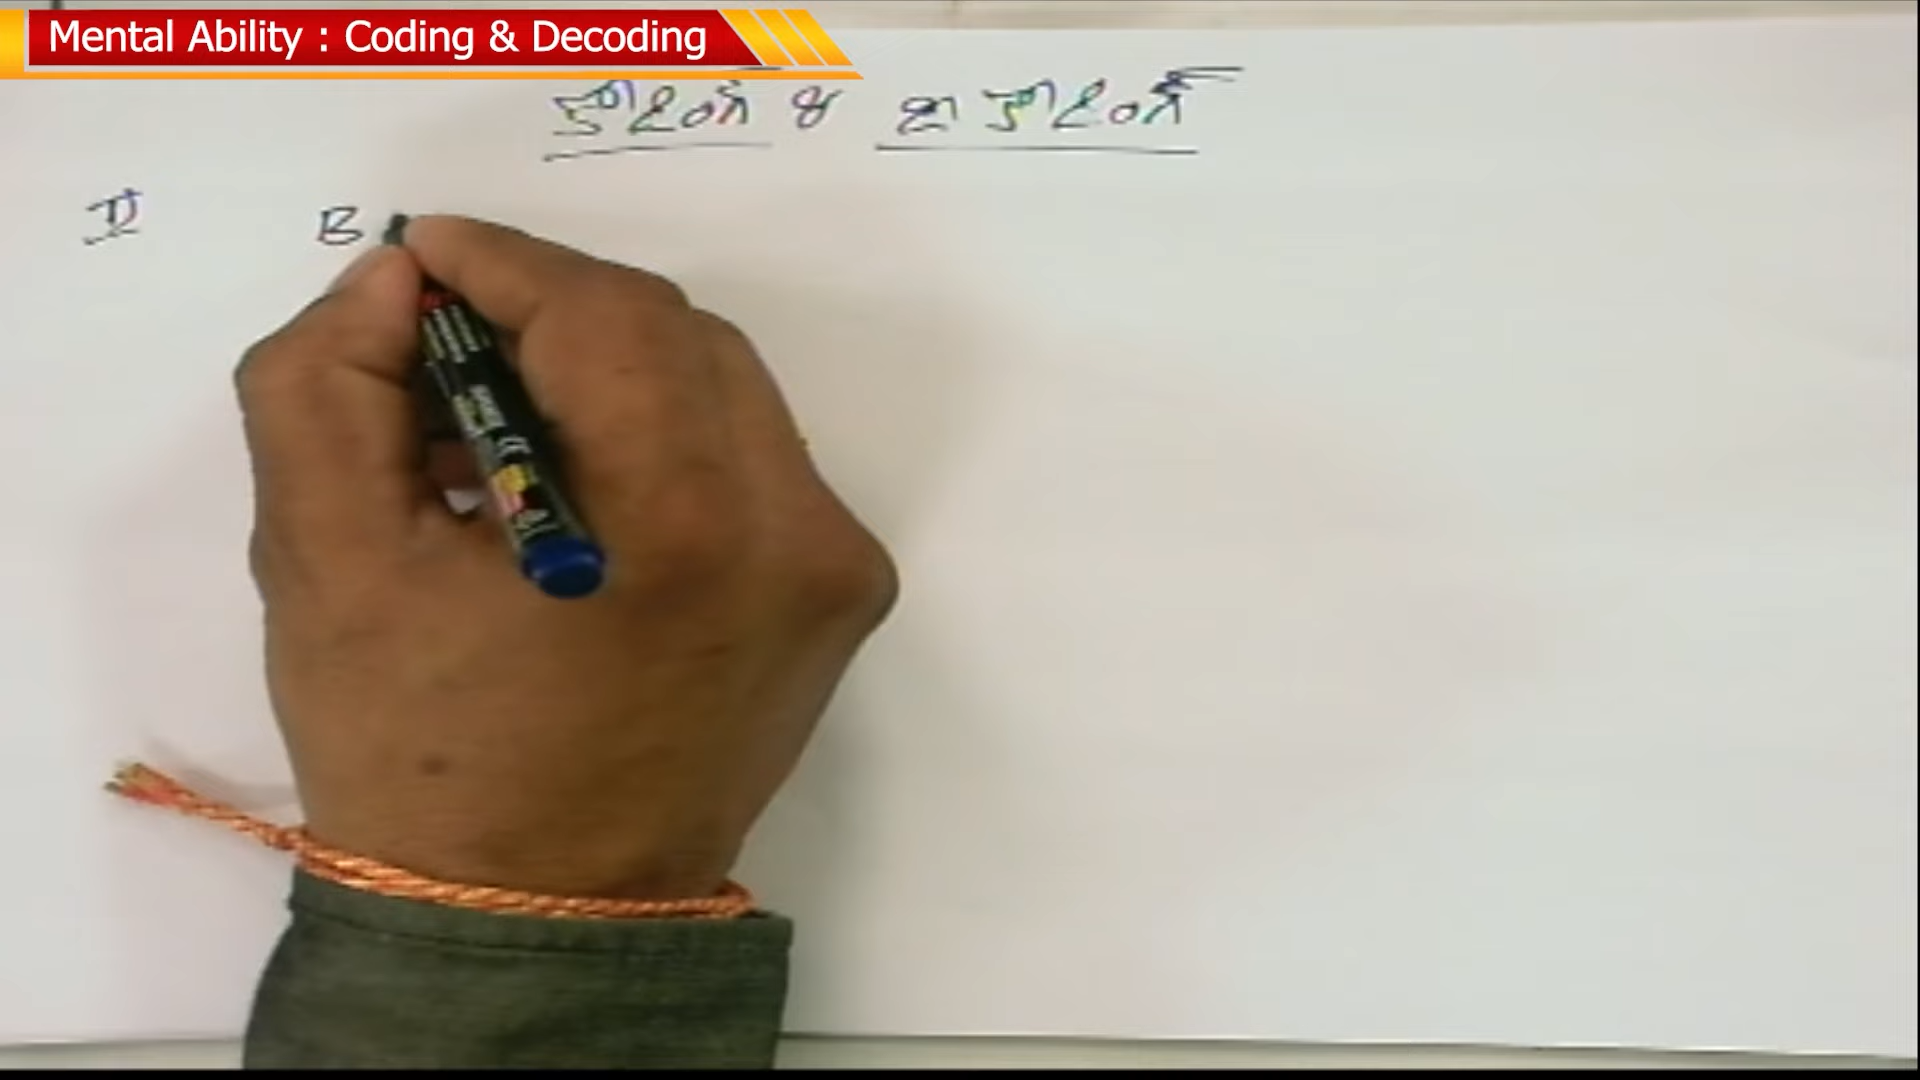 Mental Ability : Coding & Decoding
కోడింగ్ & డీ కోడింగ్
B